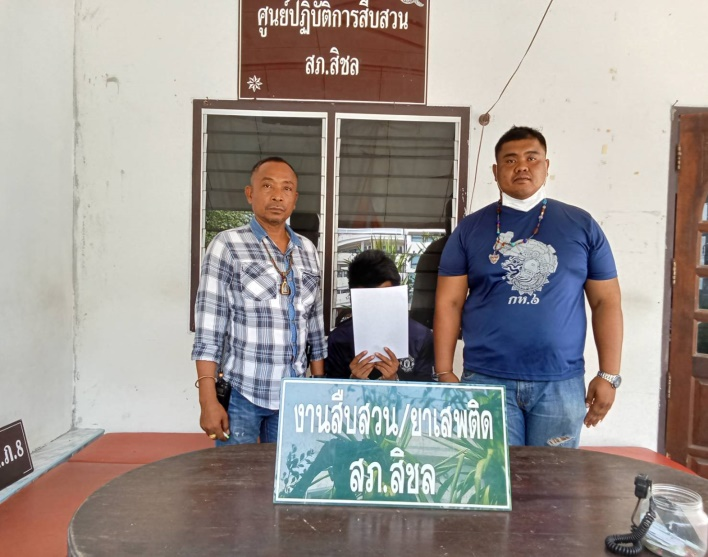 ศูนย์ปฏิบัติการสืบสวน
สภ.สิชล
กท.๖
งานสืบสวน/ยาเสพติด
สภ.สิชล
.ภ.8